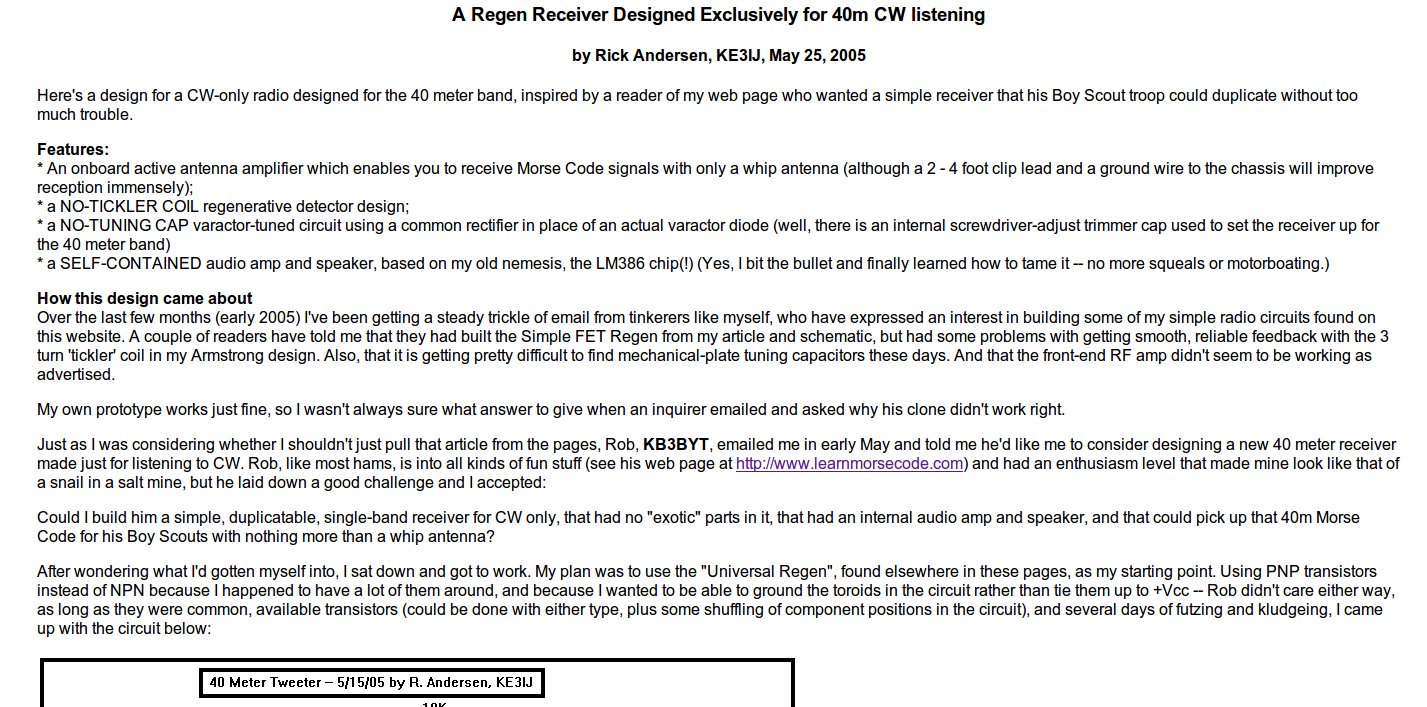 A Regen Receiver Designed Exclusively for 40m CW listening
by Rick Andersen, KE3IJ, May 25, 2005
Here's a design for a CW-only radio designed for the 40 meter band, inspired by a reader of my web page who wanted a simple receiver that his Boy Scout troop could duplicate without too
much trouble.
Features:
* An onboard active antenna amplifier which enables you to receive Morse Code signals with only a whip antenna (although a 2 - 4 foot clip lead and a ground wire to the chassis will improve
reception immensely);
* a NO-TICKLER COIL regenerative detector design;
* a NO-TUNING CAP varactor-tuned circuit using a common rectifier in place of an actual varactor diode (well, there is an internal screwdriver-adjust trimmer cap used to set the receiver up for
the 40 meter band)
* a SELF-CONTAINED audio amp and speaker, based on my old nemesis, the LM386 chip(!) (Yes, I bit the bullet and finally learned how to tame it -- no more squeals or motorboating.)
How this design came about
Over the last few months (early 2005) I've been getting a steady trickle of email from tinkerers like myself, who have expressed an interest in building some of my simple radio circuits found on
this website. A couple of readers have told me that they had built the Simple FET Regen from my article and schematic, but had some problems with getting smooth, reliable feedback with the 3
turn 'tickler' coil in my Armstrong design. Also, that it is getting pretty difficult to find mechanical-plate tuning capacitors these days. And that the front-end RF amp didn't seem to be working as
advertised.
My own prototype works just fine, so I wasn't always sure what answer to give when an inquirer emailed and asked why his clone didn't work right.
Just as I was considering whether I shouldn't just pull that article from the pages, Rob, KB3BYT, emailed me in early May and told me he'd like me to consider designing a new 40 meter receiver
made just for listening to CW. Rob, like most hams, is into all kinds of fun stuff (see his web page at http://www.learnmorsecode.com) and had an enthusiasm level that made mine look like that of
a snail in a salt mine, but he laid down a good challenge and I accepted:
Could I build him a simple, duplicatable, single-band receiver for CW only, that had no "exotic" parts in it, that had an internal audio amp and speaker, and that could pick up that 40m Morse
Code for his Boy Scouts with nothing more than a whip antenna?
After wondering what I'd gotten myself into, I sat down and got to work. My plan was to use the "Universal Regen", found elsewhere in these pages, as my starting point. Using PNP transistors
instead of NPN because I happened to have a lot of them around, and because I wanted to be able to ground the toroids in the circuit rather than tie them up to +Vcc -- Rob didn't care either way,
as long as they were common, available transistors (could be done with either type, plus some shuffling of component positions in the circuit), and several days of futzing and kludgeing, I came
up with the circuit below:
40 Meter Tweeter – 5/15/05 by R. Andersen, KE3IJ